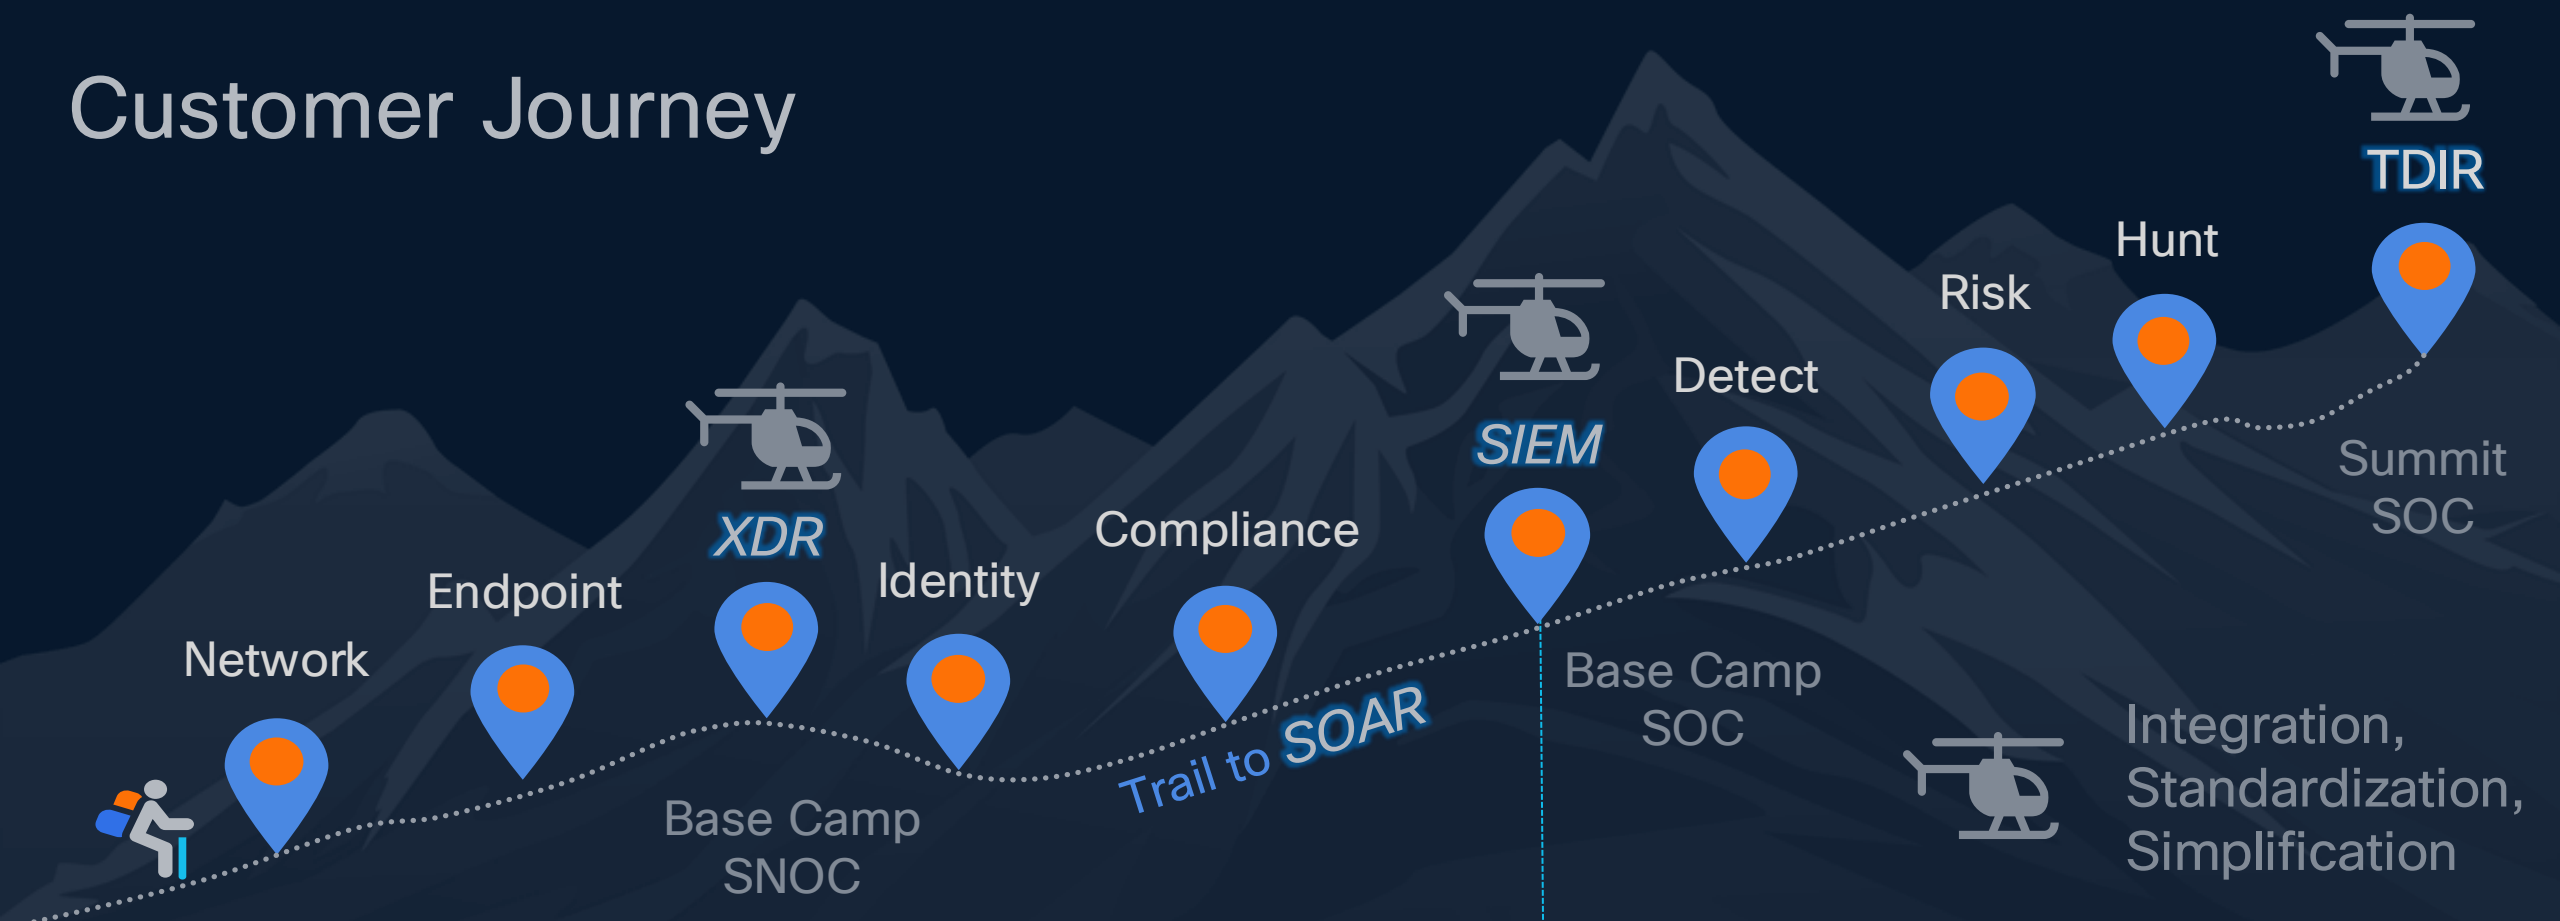 Customer Journey
Network
Endpoint
XDR
Base Camp
SNOC
Identity
Compliance
Trail to SOAR
SIEM
Base Camp
SOC
Detect
Risk
Hunt
TDIR
Summit
SOC
Integration,
Standardization,
Simplification